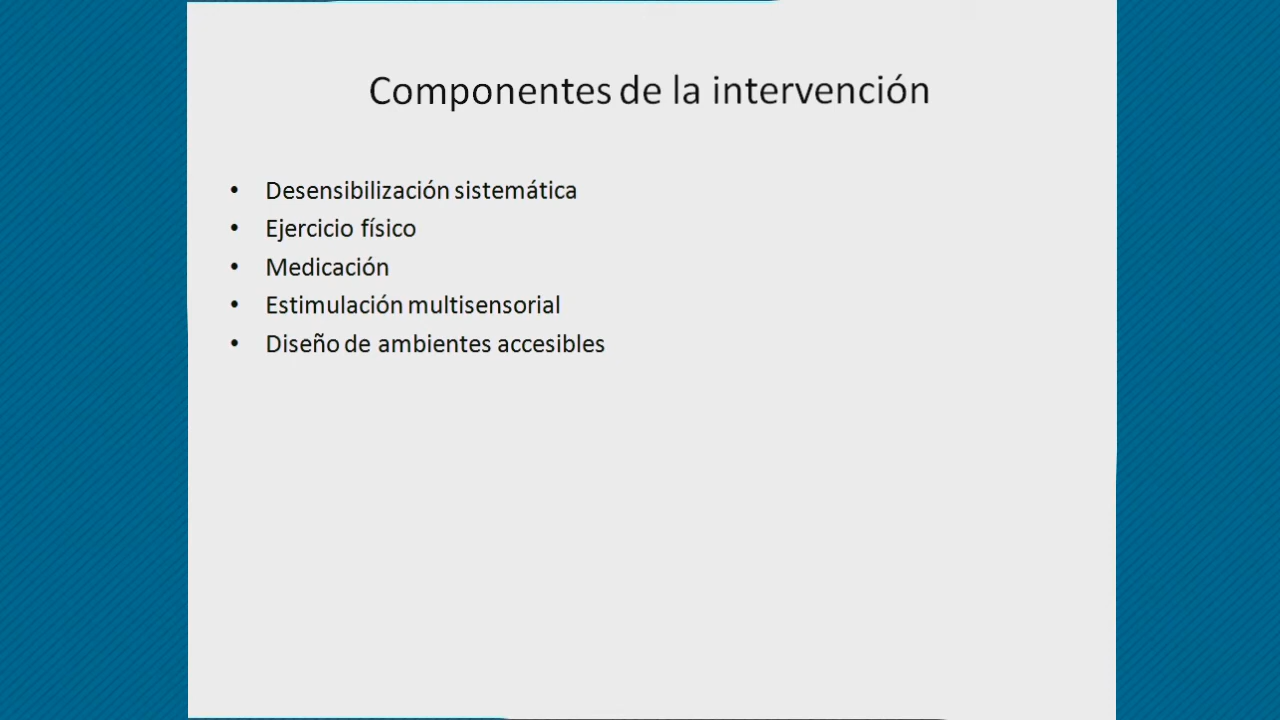 Componentes de la intervención
• Desensibilización sistemática
• Ejercicio físico
• Medicación
• Estimulación multisensorial
• Diseño de ambientes accesibles